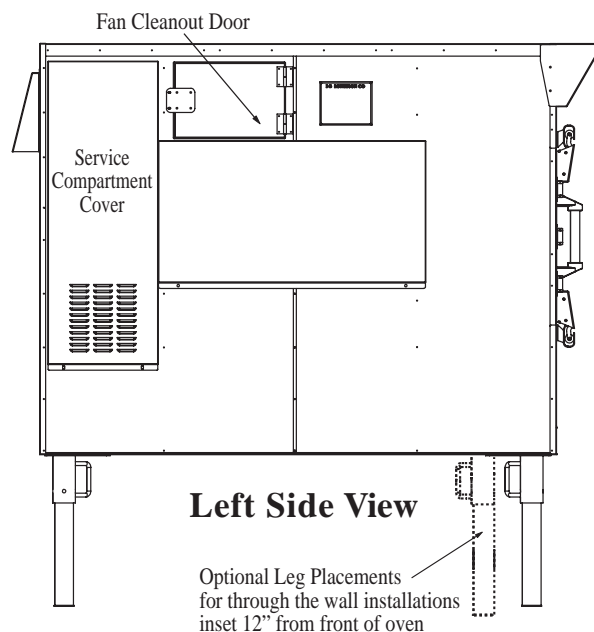 Fan Cleanout Door
Service
Compartment
Cover
Left Side View
Optional Leg Placements
for through the wall installations
inset 12” from front of oven